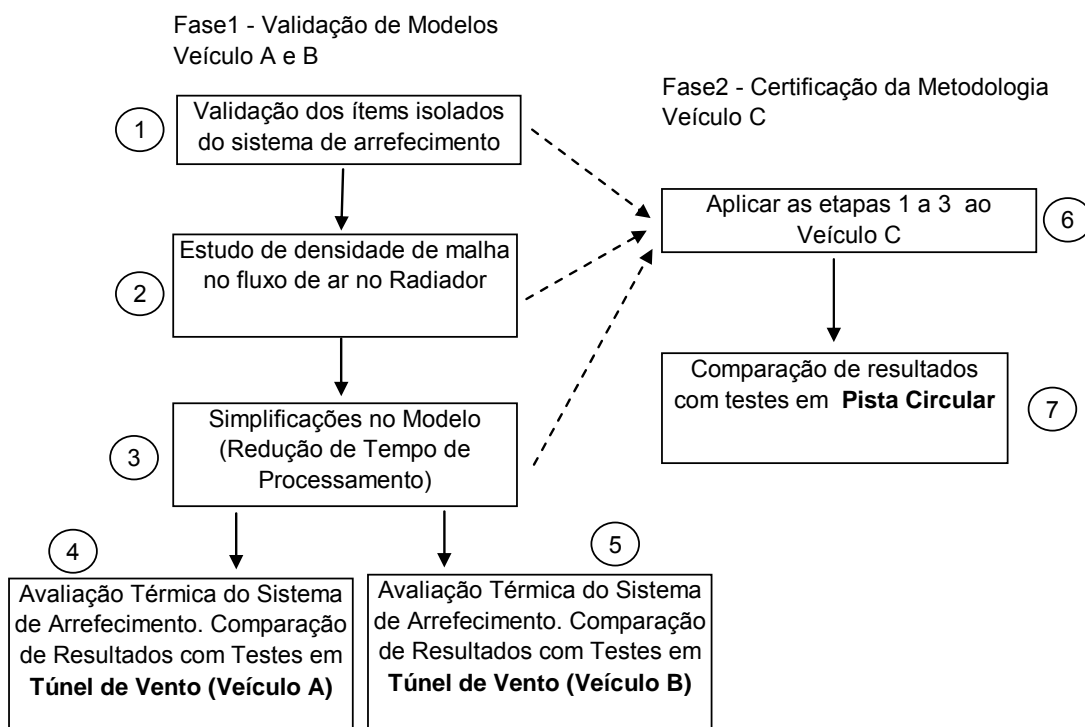 Fase1 - Validação de Modelos
Veículo A e B
1
Validação dos ítems isolados
do sistema de arrefecimento
2
Estudo de densidade de malha
no fluxo de ar no Radiador
3
Simplificações no Modelo
(Redução de Tempo de
Processamento)
4
Avaliação Térmica do Sistema
de Arrefecimento. Comparação
de Resultados com Testes em
Túnel de Vento (Veículo A)
5
Avaliação Térmica do Sistema
de Arrefecimento. Comparação
de Resultados com Testes em
Túnel de Vento (Veículo B)
Fase2 - Certificação da Metodologia
Veículo C
Aplicar as etapas 1 a 3 ao
Veículo C
6
Comparação de resultados
com testes em Pista Circular
7